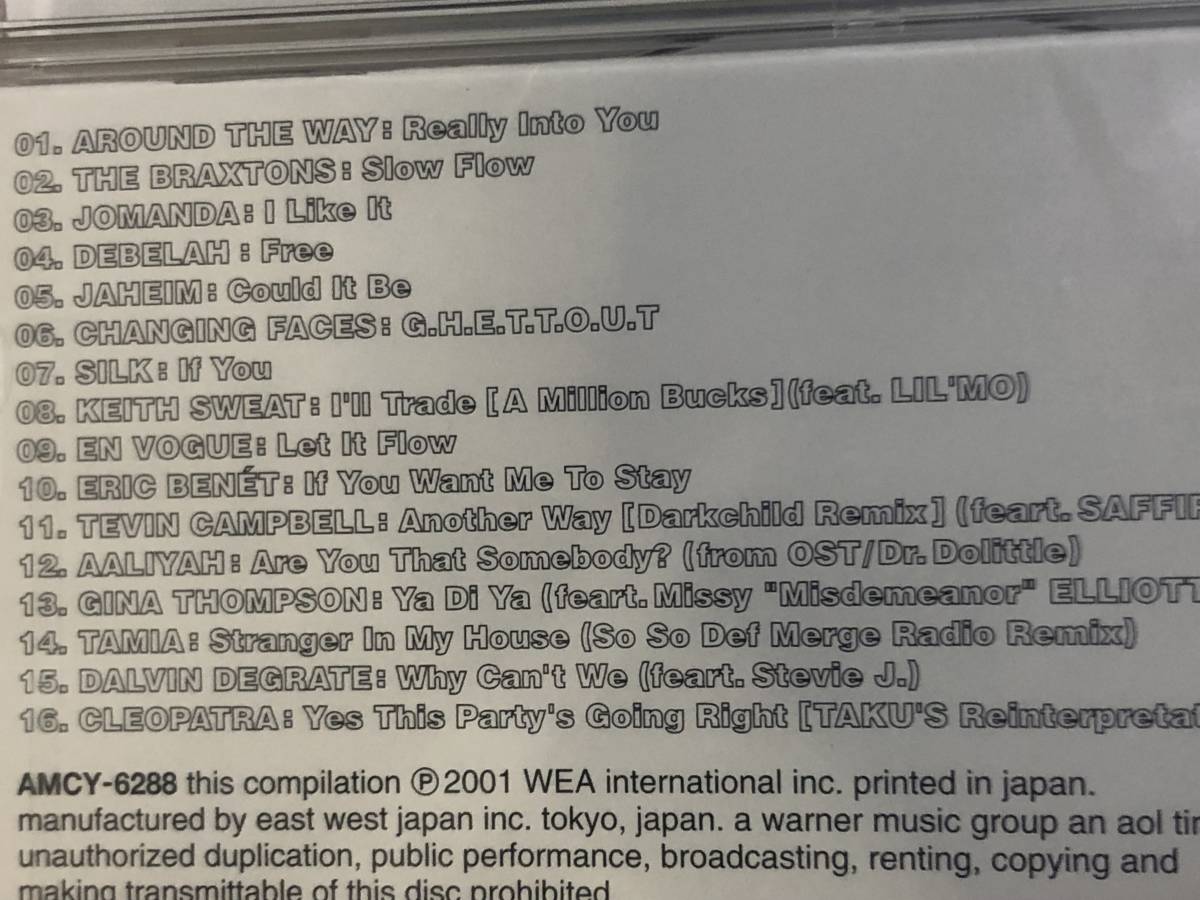 01. AROUND THE WAY: Really Into You
02. THE BRAXTONS: Slow Flow
03. JOMANDA: I Like It
04. DEBELAH : Free
05. JAHEIM: Could It Be
06. CHANGING FACES: G.H.E.T.T.O.U.T
07. SILK: If You
08. KEITH SWEAT: I'll Trade [A Million Bucks](feat. LIL'MO)
09. EN VOGUE: Let It Flow
10. ERIC BENÉT: If You Want Me To Stay
11. TEVIN CAMPBELL: Another Way [Darkchild Remix] (feart. SAFFIR
12. AALIYAH: Are You That Somebody? (from OST/Dr. Dolittle)
13. GINA THOMPSON: Ya Di Ya (feart. Missy "Misdemeanor" ELLIOTT
14. TAMIA: Stranger In My House (So So Def Merge Radio Remix)
15. DALVIN DEGRATE: Why Can't We (feart. Stevie J.)
16. CLEOPATRA: Yes This Party's Going Right [TAKU'S Reinterpretat
AMCY-6288 this compilation ℗2001 WEA international inc. printed in japan.
manufactured by east west japan inc. tokyo, japan. a warner music group an aol tim
unauthorized duplication, public performance, broadcasting, renting, copying and
making transmittable of this disc prohibited